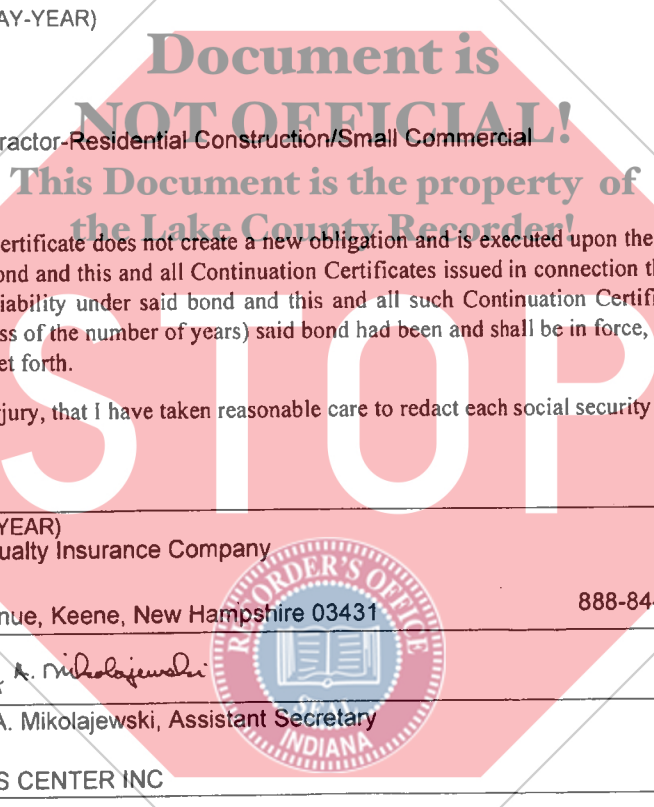 AY-YEAR)
Document is
NOT OFFICIAL!
ractor-Residential Construction/Small Commercial
This Document is the property of
the Lake County Recorder!
ertificate does not create a new obligation and is executed upon the
ond and this and all Continuation Certificates issued in connection t
iability under said bond and this and all such Continuation Certifi
ss of the number of years) said bond had been and shall be in force,
et forth.
jury, that I have taken reasonable care to redact each social security
STOP
YEAR)
ualty Insurance Company
nue, Keene, New Hampshire 03431
888-84
RECORDER'S OFFICE
SEAL
INDIANA
A. Mikolajewski
A. Mikolajewski, Assistant Secretary
S CENTER INC